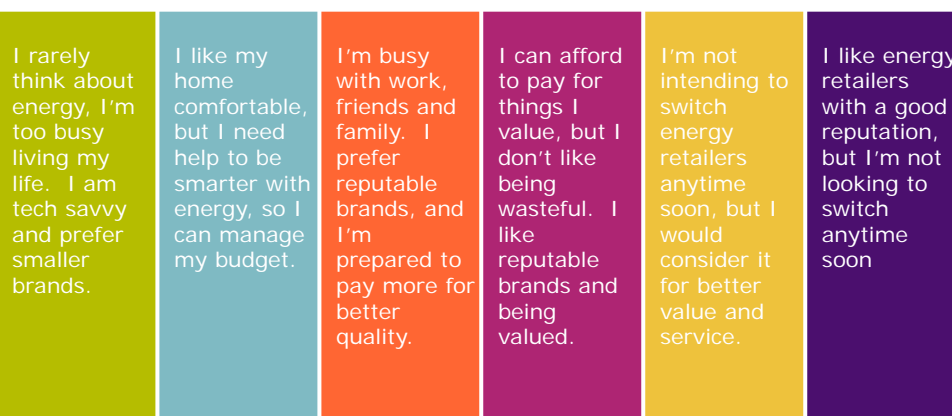 I rarely
think about
energy, I'm
too busy
living my
life.  I am
tech savvy
and prefer
smaller
brands.
I like my
home
comfortable,
but I need
help to be
smarter with
energy, so I
can manage
my budget.
I'm busy
with work,
friends and
family.  I
prefer
reputable
brands, and
I'm
prepared to
pay more for
better
quality.
I can afford
to pay for
things I
value, but I
don't like
being
wasteful.  I
like
reputable
brands and
being
valued.
I'm not
intending to
switch
energy
retailers
anytime
soon, but I
would
consider it
for better
value and
service.
I like energy
retailers
with a good
reputation,
but I'm not
looking to
switch
anytime
soon